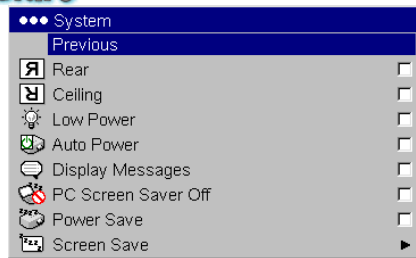 ••• System
Previous
Rear
Ceiling
Low Power
Auto Power
Display Messages
PC Screen Saver Off
Power Save
Screen Save